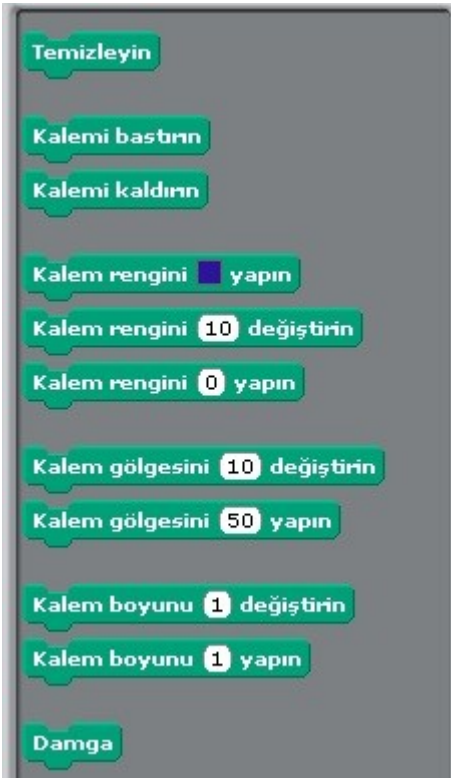 Temizleyin
Kalemi bastırın
Kalemi kaldırın
Kalem rengini yapın
Kalem rengini 10 değiştirin
Kalem rengini 0 yapın
Kalem gölgesini 10 değiştirin
Kalem gölgesini 50 yapın
Kalem boyunu 1 değiştirin
Kalem boyunu 1 yapın
Damga